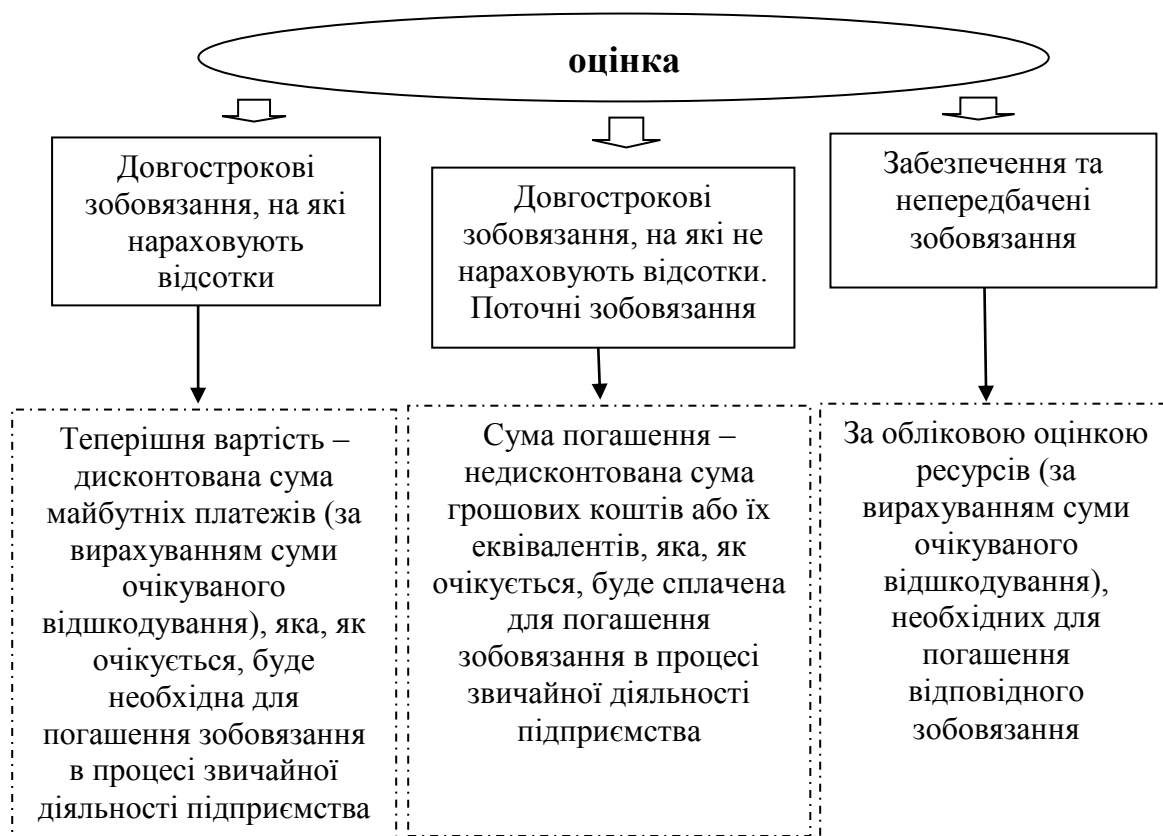 оцінка
Довгострокові
зобовязання, на які
нараховують
відсотки
Довгострокові
зобовязання, на які не
нараховують відсотки.
Поточні зобовязання
Забезпечення та
непередбачені
зобовязання
Теперішня вартість –
дисконтована сума
майбутніх платежів (за
вирахуванням суми
очікуваного
відшкодування), яка, як
очікується, буде
необхідна для
погашення зобовязання
в процесі звичайної
діяльності підприємства
Сума погашення –
недисконтована сума
грошових коштів або їх
еквівалентів, яка, як
очікується, буде сплачена
для погашення
зобовязання в процесі
звичайної діяльності
підприємства
За обліковою оцінкою
ресурсів (за
вирахуванням суми
очікуваного
відшкодування),
необхідних для
погашення
відповідного
зобовязання